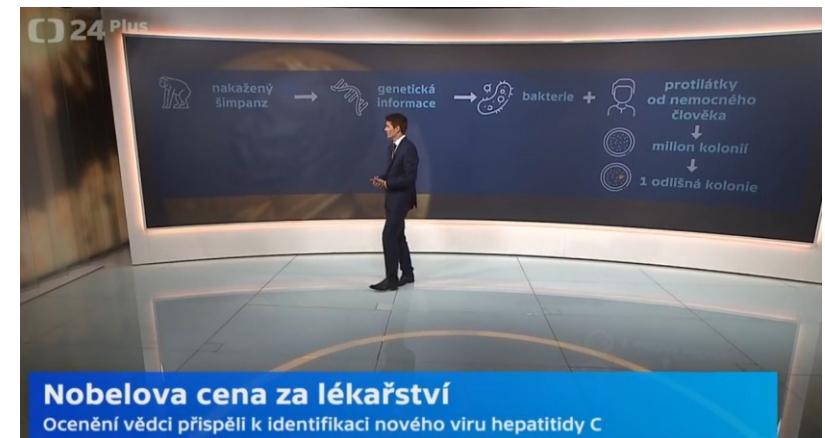 24 Plus
nakažený
šimpanz
genetická
informace
bakterie +
protilátky
od nemocného
člověka
milion kolonií
1 odlišná kolonie
Nobelova cena za lékařství
Ocenění vědci přispěli k identifikaci nového viru hepatitidy C